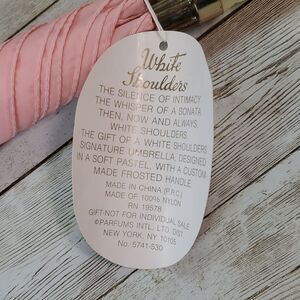 White
Shoulders
THE SILENCE OF INTIMACY.
THE WHISPER OF A SONATA.
THEN, NOW AND ALWAYS,
WHITE SHOULDERS.
THE GIFT OF A WHITE SHOULDERS
SIGNATURE UMBRELLA, DESIGNED
IN A SOFT PASTEL, WITH A CUSTOM
MADE FROSTED HANDLE.
MADE IN CHINA (P.R.C.)
MADE OF 100% NYLON
RN 19578
GIFT-NOT FOR INDIVIDUAL SALE
©PARFUMS INT'L. LTD., DIST.
NEW YORK, NY 10105
No. 5741-530